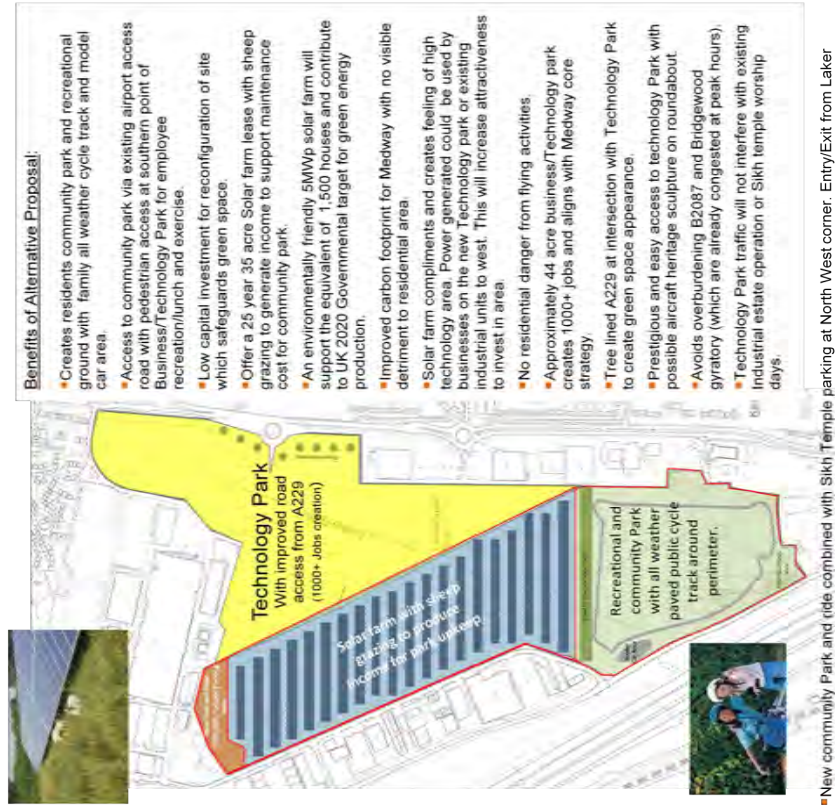 Benefits of Alternative Proposal:
▪Creates residents community park and recreational
ground with family all weather cycle track and model
car area.
▪Access to community park via existing airport access
road with pedestrian access at southern point of
Business/Technology Park for employee
recreation/lunch and exercise.
▪Low capital investment for reconfiguration of site
which safeguards green space.
▪Offer a 25 year 35 acre Solar farm lease with sheep
grazing to generate income to support maintenance
cost for community park.
▪An environmentally friendly 5MWp solar farm will
support the equivalent of 1,500 houses and contribute
to UK 2020 Governmental target for green energy
production.
▪Improved carbon footprint for Medway with no visible
detriment to residential area.
▪Solar farm compliments and creates feeling of high
technology area. Power generated could be used by
businesses on the new Technology park or existing
industrial units to west. This will increase attractiveness
to invest in area.
▪No residential danger from flying activities.
▪Approximately 44 acre business/Technology park
creates 1000+ jobs and aligns with Medway core
strategy.
▪Tree lined A229 at intersection with Technology Park
to create green space appearance.
▪Prestigious and easy access to technology Park with
possible aircraft heritage sculpture on roundabout.
▪Avoids overburdening B2087 and Bridgewood
gyratory (which are already congested at peak hours).
▪Technology Park traffic will not interfere with existing
Industrial estate operation or Sikh temple worship
days.
Technology Park
With improved road
access from A229
(1000+ Jobs creation)
Solar farm with sheep
grazing to produce
income for park upkeep
Recreational and
community Park
with all weather
paved public cycle
track around
perimeter.
▪New community Park and ride combined with Sikh Temple parking at North West corner. Entry/Exit from Laker